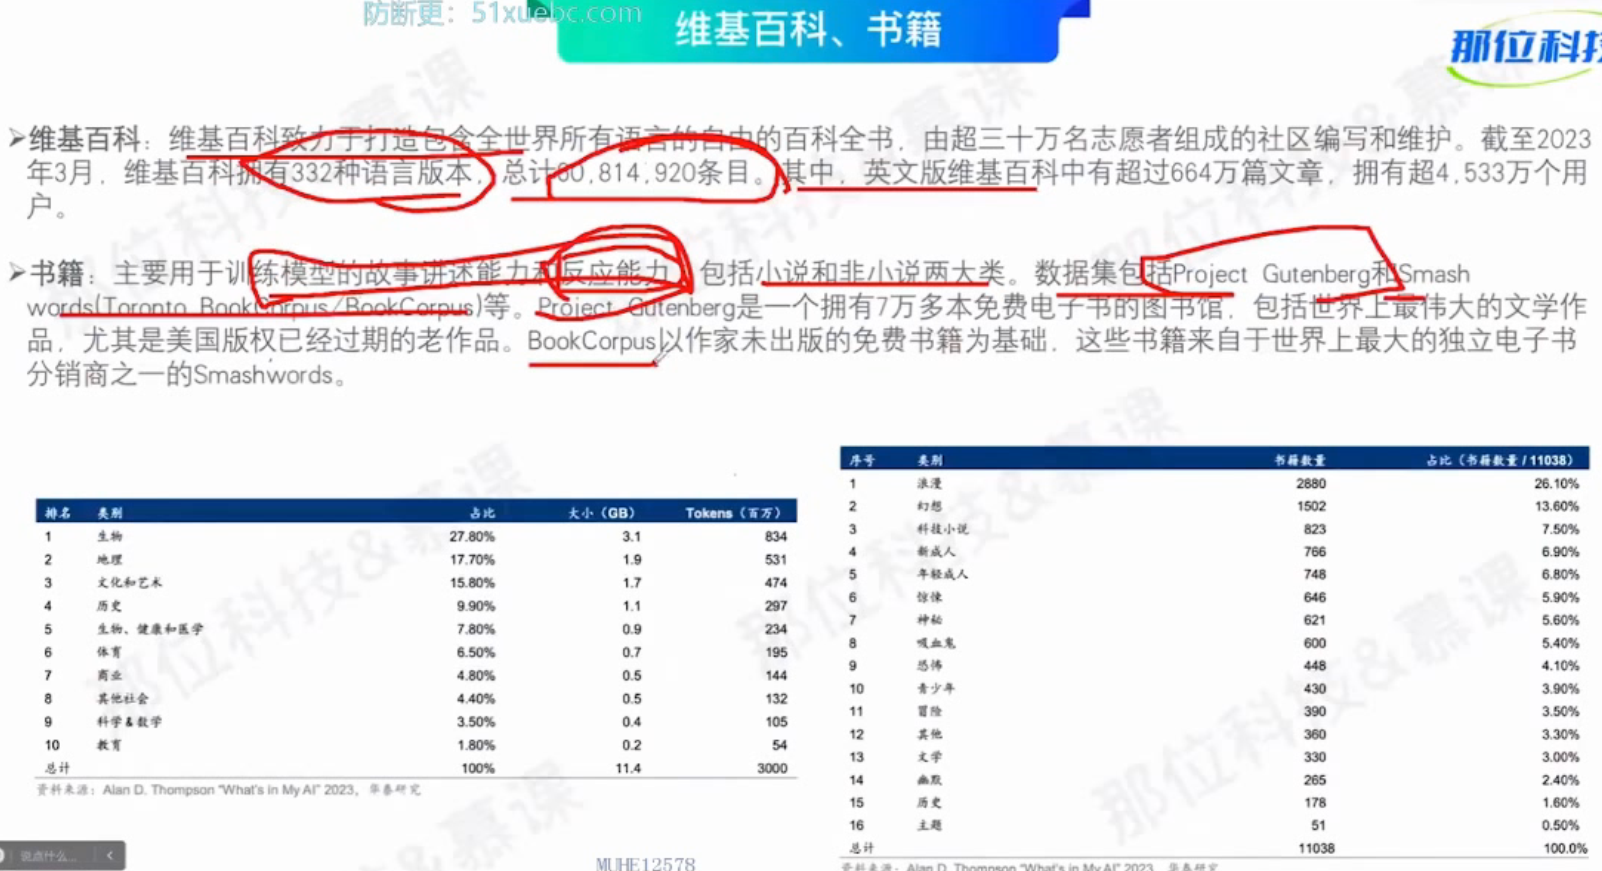 防断更：51xuebc.com
维基百科、书籍
那位科技
➢维基百科：维基百科致力于打造包含全世界所有语言的自由的百科全书，由超三十万名志愿者组成的社区编写和维护。截至2023
年3月，维基百科拥有332种语言版本，总计60,814,920条目。其中，英文版维基百科中有超过664万篇文章，拥有超4,533万个用
户。
➢书籍：主要用于训练模型的故事讲述能力和反应能力，包括小说和非小说两大类。数据集包括Project Gutenberg和Smash
words(Toronto BookCorpus/BookCorpus)等。Project Gutenberg是一个拥有7万多本免费电子书的图书馆，包括世界上最伟大的文学作
品，尤其是美国版权已经过期的老作品。BookCorpus以作家未出版的免费书籍为基础，这些书籍来自于世界上最大的独立电子书
分销商之一的Smashwords。
排名 类别 占比 大小（GB） Tokens（百万）
1 生物 27.80% 3.1 834
2 地理 17.70% 1.9 531
3 文化和艺术 15.80% 1.7 474
4 历史 9.90% 1.1 297
5 生物、健康和医学 7.80% 0.9 234
6 体育 6.50% 0.7 195
7 商业 4.80% 0.5 144
8 其他社会 4.40% 0.5 132
9 科学&数学 3.50% 0.4 105
10 教育 1.80% 0.2 54
总计 100% 11.4 3000
资料来源：Alan D. Thompson “What's in My AI” 2023，华泰研究
序号 类别 书籍数量 占比（书籍数量 / 11038）
1 浪漫 2880 26.10%
2 幻想 1502 13.60%
3 科技小说 823 7.50%
4 新成人 766 6.90%
5 年轻成人 748 6.80%
6 惊悚 646 5.90%
7 神秘 621 5.60%
8 吸血鬼 600 5.40%
9 恐怖 448 4.10%
10 青少年 430 3.90%
11 冒险 390 3.50%
12 其他 360 3.30%
13 文学 330 3.00%
14 幽默 265 2.40%
15 历史 178 1.60%
16 主题 51 0.50%
总计 11038 100.0%
资料来源：Alan D. Thompson “What's in My AI” 2023，华泰研究
说点什么...
MUHE12578
那位科技&慕课